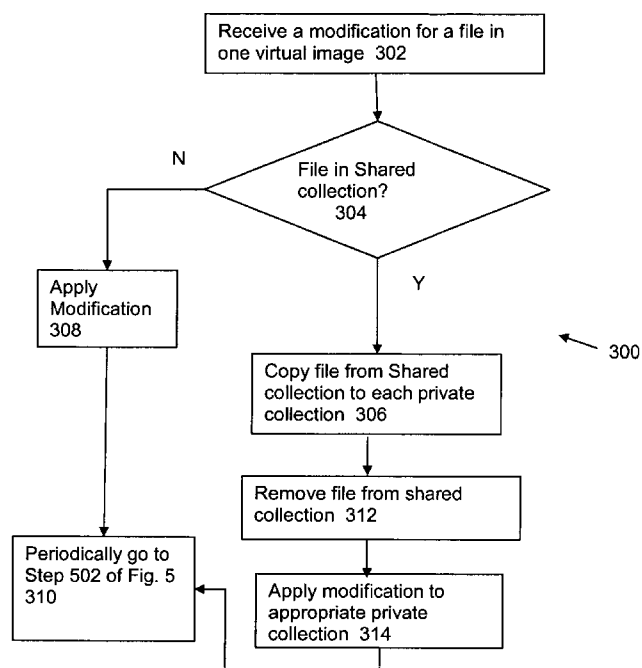 Receive a modification for a file in
one virtual image 302
N
File in Shared
collection?
304
Apply
Modification
308
Y
300
Copy file from Shared
collection to each private
collection 306
Remove file from shared
collection 312
Periodically go to
Step 502 of Fig. 5
310
Apply modification to
appropriate private
collection 314